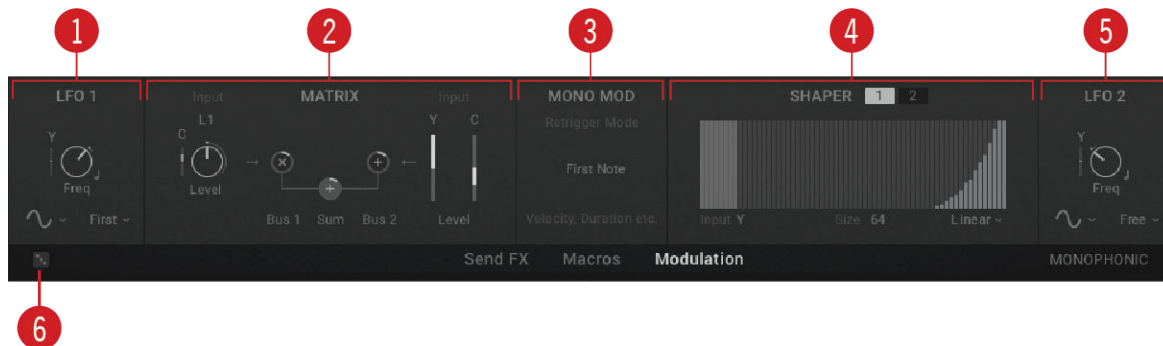 1 2 3 4 5
LFO 1 MATRIX MONO MOD SHAPER 1 2 LFO 2
Input Input
L1 Y C Retrigger Mode
Y C Y
First Note
Freq Level Freq
Bus 1 Sum Bus 2 Level Velocity, Duration etc. Input Y Size 64 Linear
First Free
Send FX Macros Modulation MONOPHONIC
6